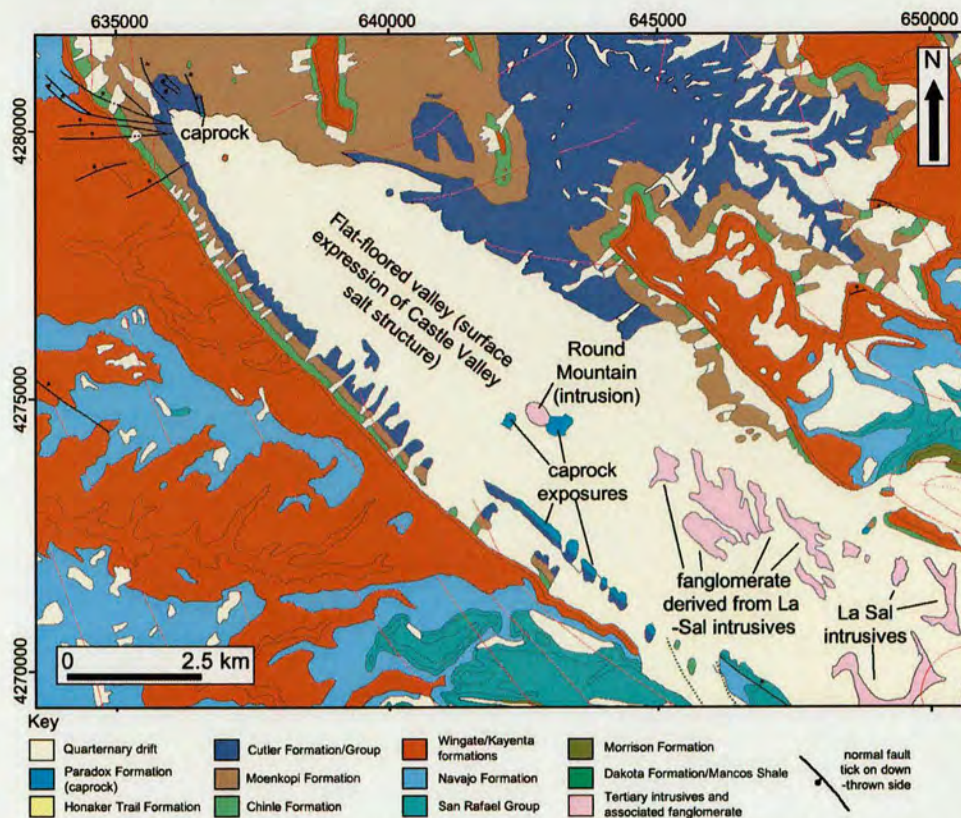 635000 640000 645000 650000
N
4280000
caprock
Flat-floored valley (surface
expression of Castle Valley
salt structure)
Round
Mountain
(intrusion)
4275000
caprock
exposures
fanglomerate
derived from La
-Sal intrusives
La Sal
intrusives
4270000
0 2.5 km
Key
Quarternary drift
Paradox Formation
(caprock)
Honaker Trail Formation
Cutler Formation/Group
Moenkopi Formation
Chinle Formation
Wingate/Kayenta
formations
Navajo Formation
San Rafael Group
Morrison Formation
Dakota Formation/Mancos Shale
Tertiary intrusives and
associated fanglomerate
normal fault
tick on down
-thrown side